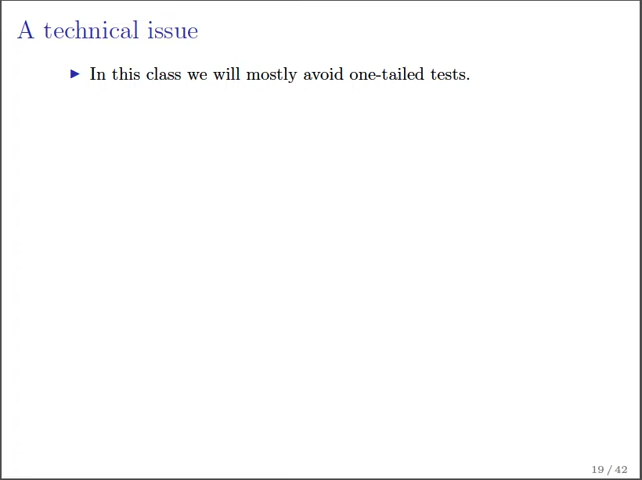 A technical issue
▶ In this class we will mostly avoid one-tailed tests.
19 / 42